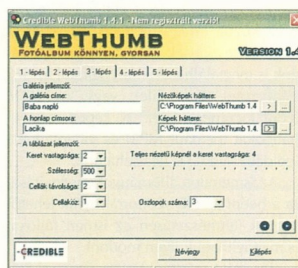 Credible WebThumb 1.4.1 - Nem regisztrált verzió!
WEBTHUMB
FOTÓALBUM KÖNNYEN, GYORSAN
VERSION 1.4
1 - lépés 2 - lépés 3 - lépés 4 - lépés 5 - lépés
Galéria jellemzői:
A galéria címe: Nézőképek háttere:
Baba napló C:\Program Files\WebThumb 1.4 > ...
A honlap címsora: Képek háttere:
Lacika C:\Program Files\WebThumb 1.4. > ...
A táblázat jellemzői:
Keret vastagsága: 2 Teljes nézetű képnél a keret vastagsága: 4
Szélesség: 500
Cellák távolsága: 2
Cellaköz: 1 Oszlopok száma: 3
CREDIBLE Névjegy Kilépés